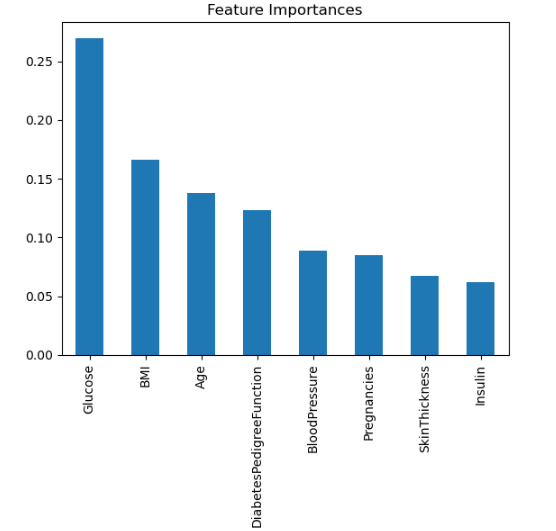 Feature Importances
0.25
0.20
0.15
0.10
0.05
0.00
Glucose
BMI
Age
DiabetesPedigreeFunction
BloodPressure
Pregnancies
SkinThickness
Insulin